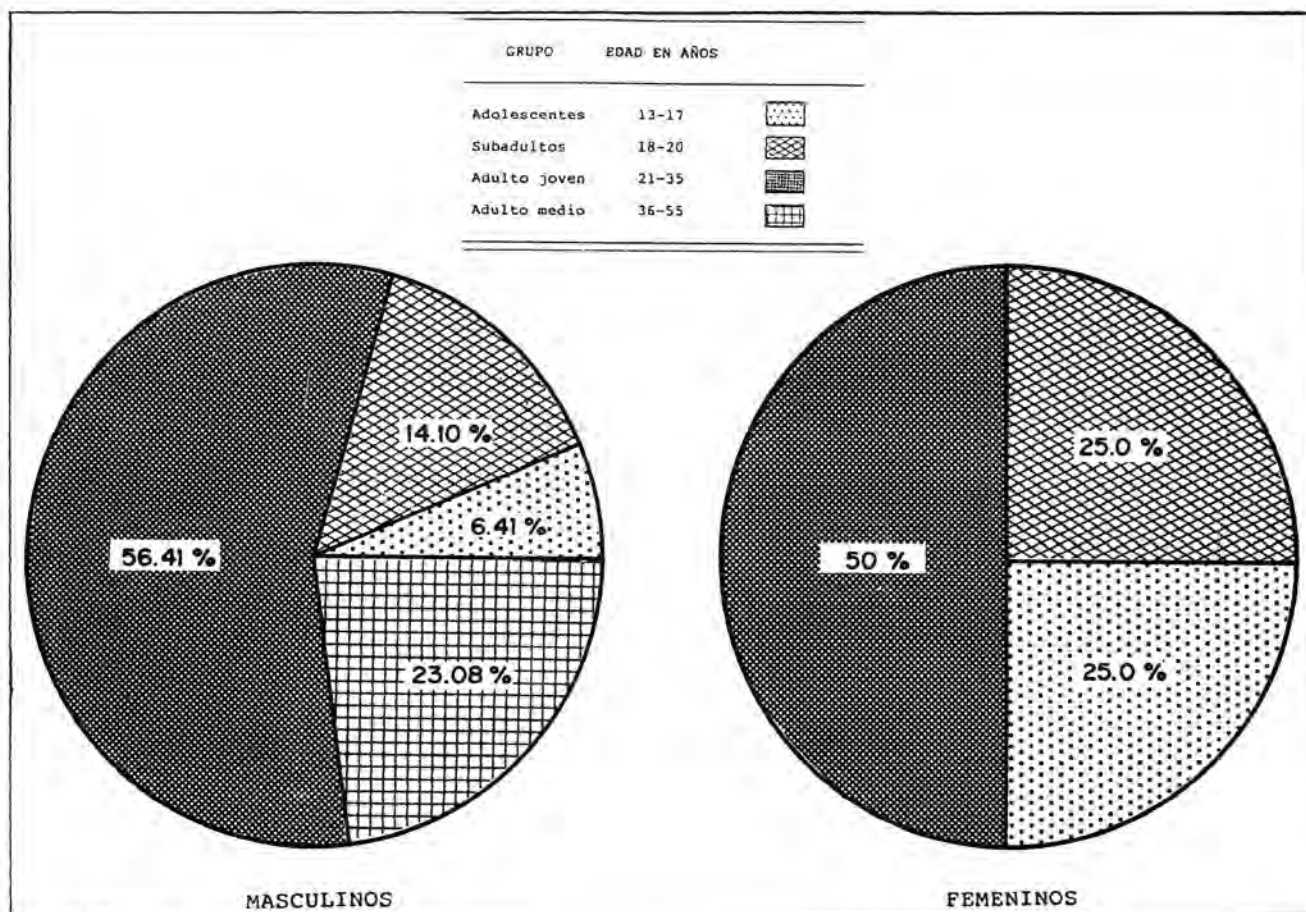 GRUPO EDAD EN AÑOS
Adolescentes 13-17
Subadultos 18-20
Adulto joven 21-35
Adulto medio 36-55
14.10 %
6.41 %
56.41 %
23.08 %
MASCULINOS
25.0 %
50 %
25.0 %
FEMENINOS